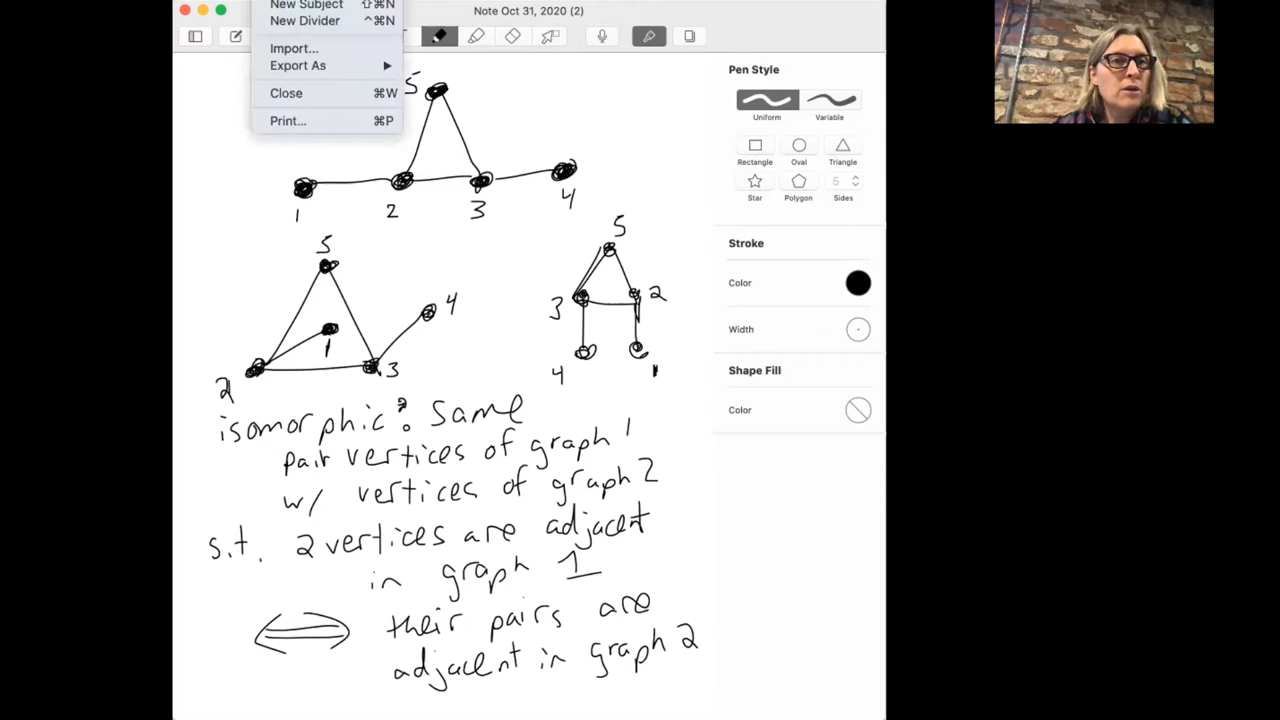 New Subject ⇧⌘N
Note Oct 31, 2020 (2)
New Divider ^⌘N
Import...
Export As ▶
Close ⌘W
Print... ⌘P
Pen Style
Uniform Variable
Rectangle Oval Triangle
5
Star Polygon Sides
Stroke
Color
Width
Shape Fill
Color
5
1 2 3 4
5
4
1
2 3
5
3 2
4 1
isomorphic: Same
pair vertices of graph 1
w/ vertices of graph 2
s.t. 2 vertices are adjacent
in graph 1
⟺ their pairs are
adjacent in graph 2